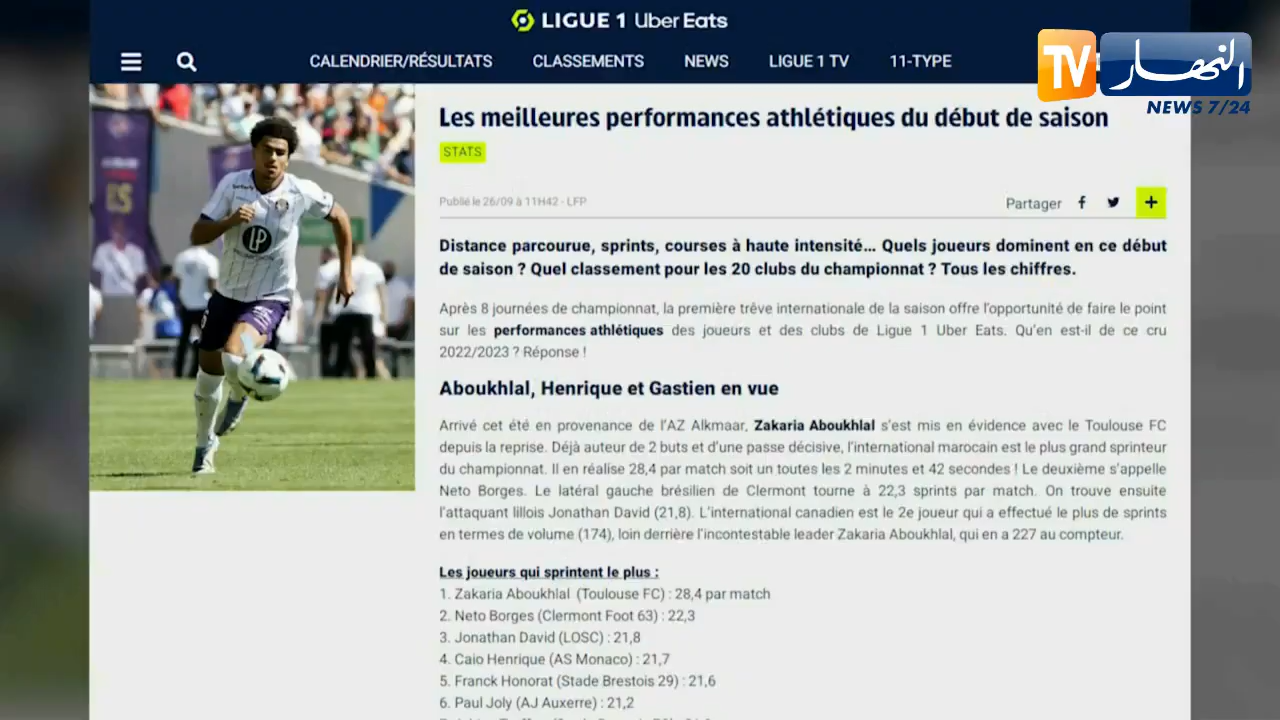 LIGUE 1 Uber Eats
CALENDRIER/RÉSULTATS CLASSEMENTS NEWS LIGUE 1 TV 11-TYPE
TV النهار
NEWS 7/24
Les meilleures performances athlétiques du début de saison
STATS
Publié le 26/09 à 11H42 - LFP
Partager
Distance parcourue, sprints, courses à haute intensité... Quels joueurs dominent en ce début
de saison ? Quel classement pour les 20 clubs du championnat ? Tous les chiffres.
Après 8 journées de championnat, la première trêve internationale de la saison offre l'opportunité de faire le point
sur les performances athlétiques des joueurs et des clubs de Ligue 1 Uber Eats. Qu'en est-il de ce cru
2022/2023 ? Réponse !
Aboukhlal, Henrique et Gastien en vue
Arrivé cet été en provenance de l'AZ Alkmaar, Zakaria Aboukhlal s'est mis en évidence avec le Toulouse FC
depuis la reprise. Déjà auteur de 2 buts et d'une passe décisive, l'international marocain est le plus grand sprinteur
du championnat. Il en réalise 28,4 par match soit un toutes les 2 minutes et 42 secondes ! Le deuxième s'appelle
Neto Borges. Le latéral gauche brésilien de Clermont tourne à 22,3 sprints par match. On trouve ensuite
l'attaquant lillois Jonathan David (21,8). L'international canadien est le 2e joueur qui a effectué le plus de sprints
en termes de volume (174), loin derrière l'incontestable leader Zakaria Aboukhlal, qui en a 227 au compteur.
Les joueurs qui sprintent le plus :
1. Zakaria Aboukhlal (Toulouse FC) : 28,4 par match
2. Neto Borges (Clermont Foot 63) : 22,3
3. Jonathan David (LOSC) : 21,8
4. Caio Henrique (AS Monaco) : 21,7
5. Franck Honorat (Stade Brestois 29) : 21,6
6. Paul Joly (AJ Auxerre) : 21,2
LP
ES